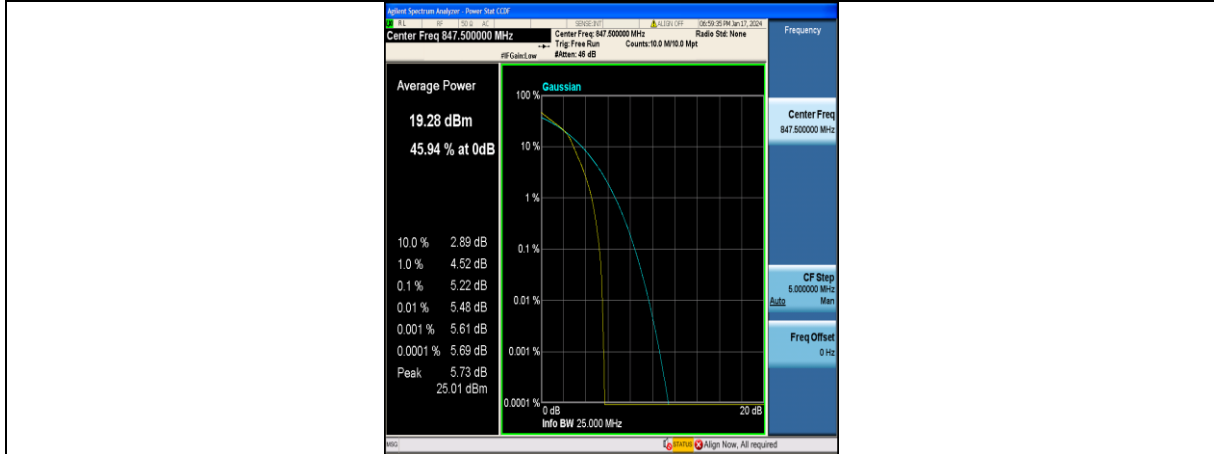 Agilent Spectrum Analyzer - Power Stat CCDF
RL RF 50 Ω AC SENSE:INT ALIGN OFF 06:59:35 PM Jan 17, 2024
Center Freq 847.500000 MHz
Center Freq: 847.500000 MHz Radio Std: None
Trig: Free Run Counts:10.0 M/10.0 Mpt
#IFGain:Low #Atten: 46 dB
Frequency
Average Power
19.28 dBm
45.94 % at 0dB
10.0 % 2.89 dB
1.0 % 4.52 dB
0.1 % 5.22 dB
0.01 % 5.48 dB
0.001 % 5.61 dB
0.0001 % 5.69 dB
Peak 5.73 dB
25.01 dBm
Gaussian
100 %
10 %
1 %
0.1 %
0.01 %
0.001 %
0.0001 %
0 dB 20 dB
Info BW 25.000 MHz
Center Freq
847.500000 MHz
CF Step
5.000000 MHz
Auto Man
Freq Offset
0 Hz
MSG STATUS Align Now, All required